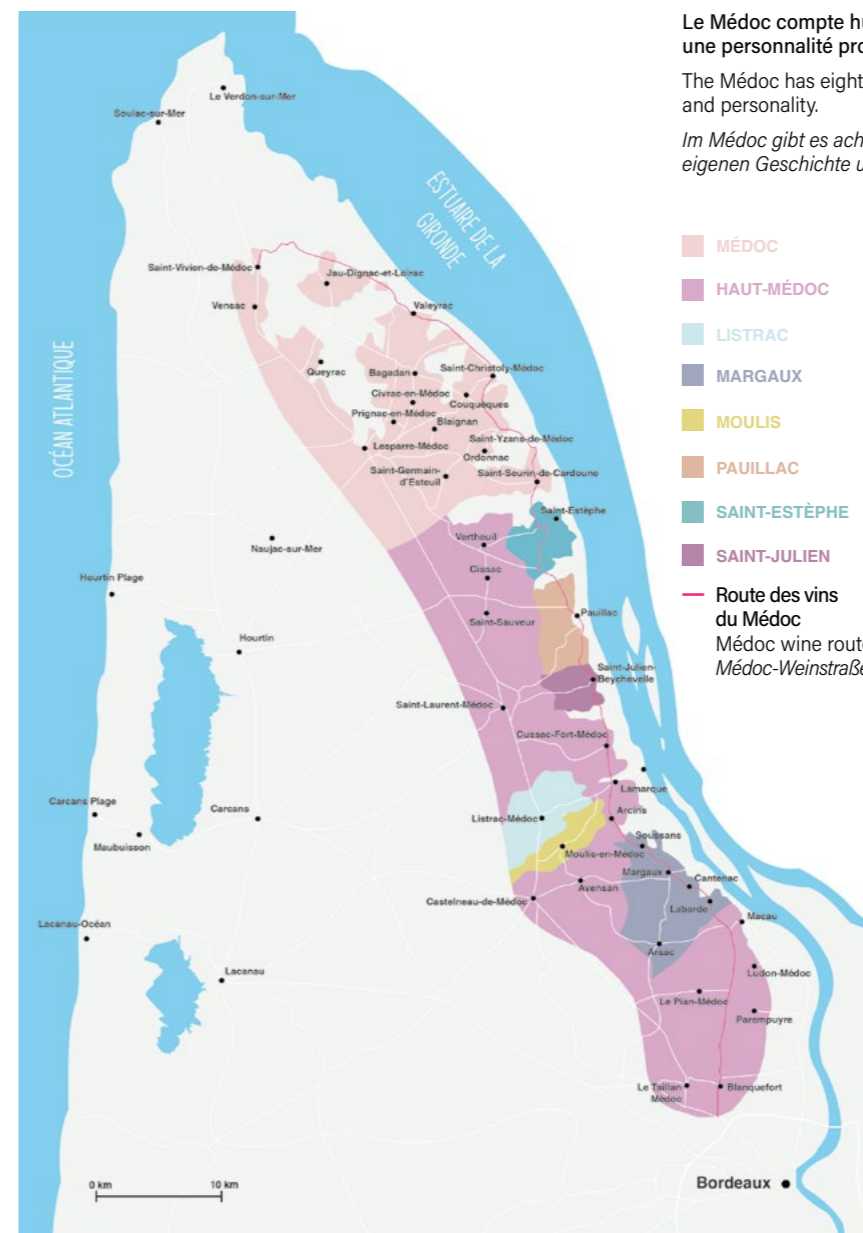 Le Médoc compte hu
une personnalité pro
The Médoc has eight
and personality.
Im Médoc gibt es ach
eigenen Geschichte u
MÉDOC
HAUT-MÉDOC
LISTRAC
MARGAUX
MOULIS
PAUILLAC
SAINT-ESTÈPHE
SAINT-JULIEN
Route des vins
du Médoc
Médoc wine route
Médoc-Weinstraße
OCÉAN ATLANTIQUE
ESTUAIRE DE LA
GIRONDE
Le Verdon-sur-Mer
Soulac-sur-Mer
Saint-Vivien-de-Médoc
Jau-Dignac-et-Loirac
Vensac
Valeyrac
Queyrac
Bagadan
Saint-Christoly-Médoc
Civrac-en-Médoc
Couquèques
Prignac-en-Médoc
Blaignan
Saint-Yzans-de-Médoc
Lesparre-Médoc
Ordonnac
Saint-Germain-
d'Esteuil
Saint-Seurin-de-Cardoune
Saint-Estèphe
Vertheuil
Naujac-sur-Mer
Cissac
Hourtin Plage
Pauillac
Saint-Sauveur
Hourtin
Saint-Julien-
Beychevelle
Saint-Laurent-Médoc
Cussac-Fort-Médoc
Lamarque
Carcans Plage
Carcans
Listrac-Médoc
Arcins
Maubuisson
Soussans
Moulis-en-Médoc
Margaux
Cantenac
Avensan
Castelneau-de-Médoc
Labarde
Macau
Lacanau-Océan
Arsac
Lacanau
Ludon-Médoc
Le Pian-Médoc
Parempuyre
Le Taillan
Médoc
Blanquefort
Bordeaux
0 km
10 km